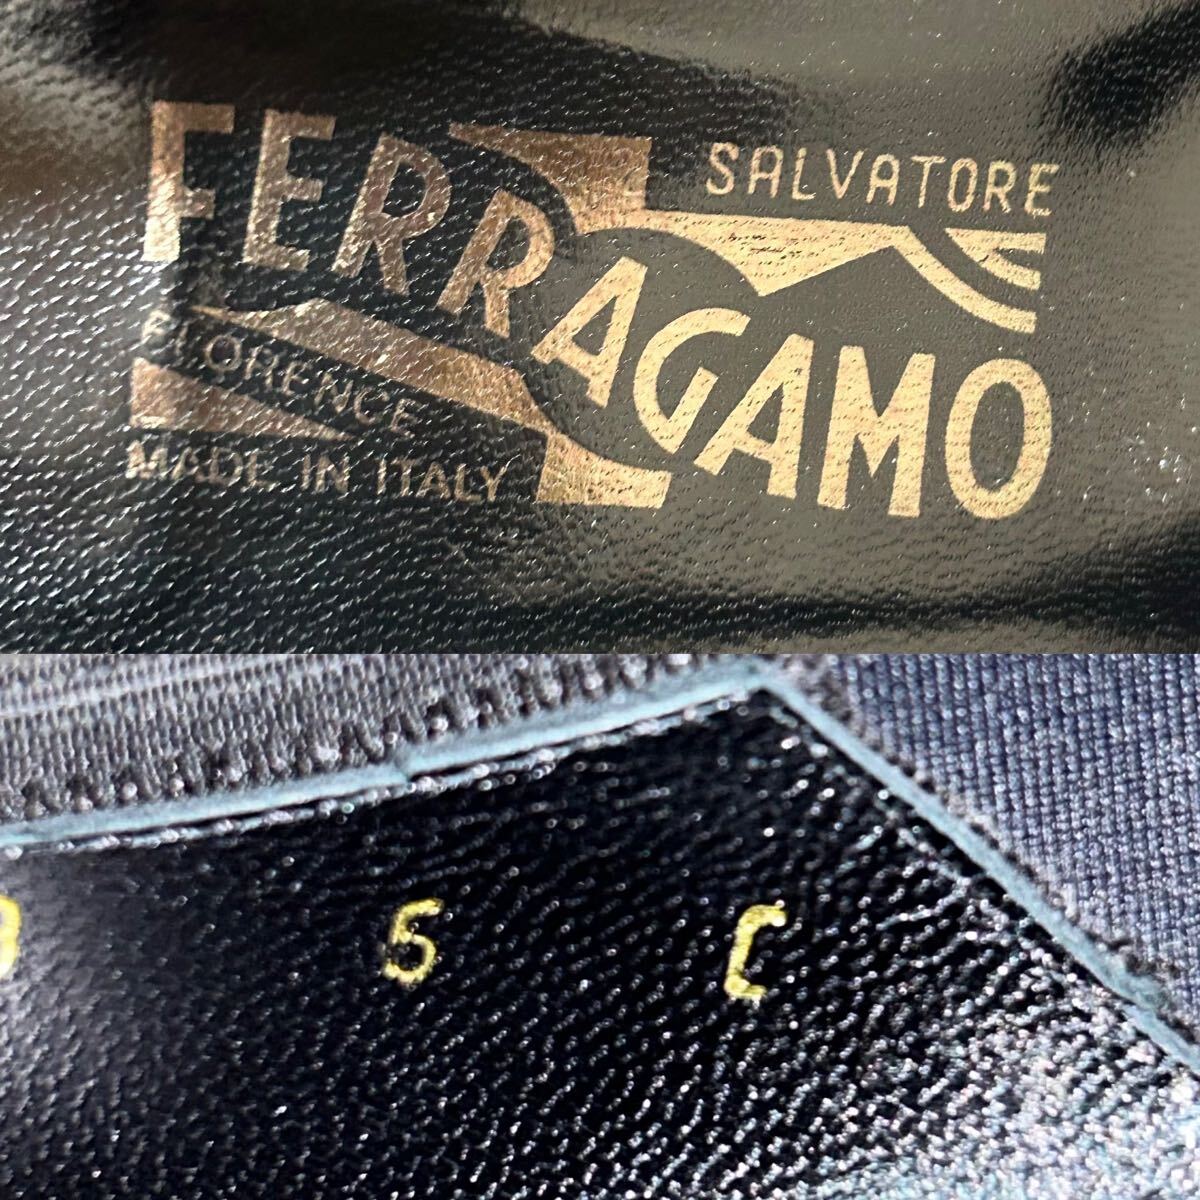 SALVATORE
FERRAGAMO
FLORENCE
MADE IN ITALY
5 C